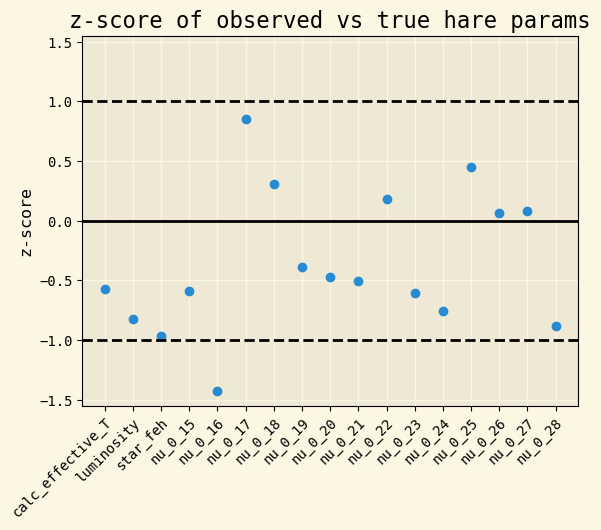 z-score of observed vs true hare params
1.5
1.0
0.5
0.0
−0.5
−1.0
−1.5
z-score
calc_effective_T
luminosity
star_feh
nu_0_15
nu_0_16
nu_0_17
nu_0_18
nu_0_19
nu_0_20
nu_0_21
nu_0_22
nu_0_23
nu_0_24
nu_0_25
nu_0_26
nu_0_27
nu_0_28